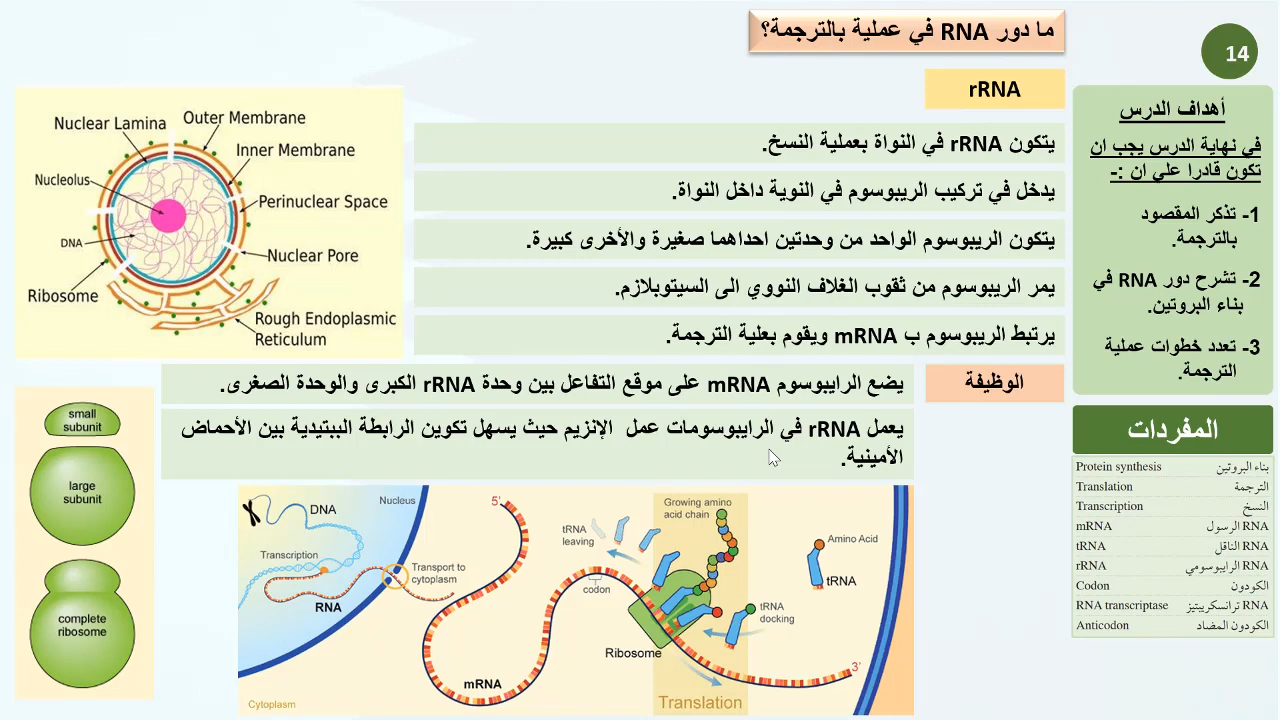 ما دور RNA في عملية بالترجمة؟
14
rRNA
يتكون rRNA في النواة بعملية النسخ.
يدخل في تركيب الريبوسوم في النوية داخل النواة.
يتكون الريبوسوم الواحد من وحدتين احداهما صغيرة والأخرى كبيرة.
يمر الريبوسوم من ثقوب الغلاف النووي الى السيتوبلازم.
يرتبط الريبوسوم ب mRNA ويقوم بعلية الترجمة.
الوظيفة
يضع الرايبوسوم mRNA على موقع التفاعل بين وحدة rRNA الكبرى والوحدة الصغرى.
يعمل rRNA في الرايبوسومات عمل الإنزيم حيث يسهل تكوين الرابطة الببتيدية بين الأحماض
الأمينية.
أهداف الدرس
في نهاية الدرس يجب ان
تكون قادرا علي ان :-
1- تذكر المقصود
بالترجمة.
2- تشرح دور RNA في
بناء البروتين.
3- تعدد خطوات عملية
الترجمة.
المفردات
Protein synthesis بناء البروتين
Translation الترجمة
Transcription النسخ
mRNA RNA الرسول
tRNA RNA الناقل
rRNA RNA الرايبوسومي
Codon الكودون
RNA transcriptase RNA ترانسكريبتيز
Anticodon الكودون المضاد
Nuclear Lamina
Outer Membrane
Inner Membrane
Nucleolus
Perinuclear Space
DNA
Nuclear Pore
Ribosome
Rough Endoplasmic
Reticulum
small
subunit
large
subunit
complete
ribosome
Nucleus
DNA
Transcription
RNA
Transport to
cytoplasm
5'
mRNA
Cytoplasm
tRNA
leaving
codon
Growing amino
acid chain
Amino Acid
tRNA
tRNA
docking
Ribosome
3'
Translation